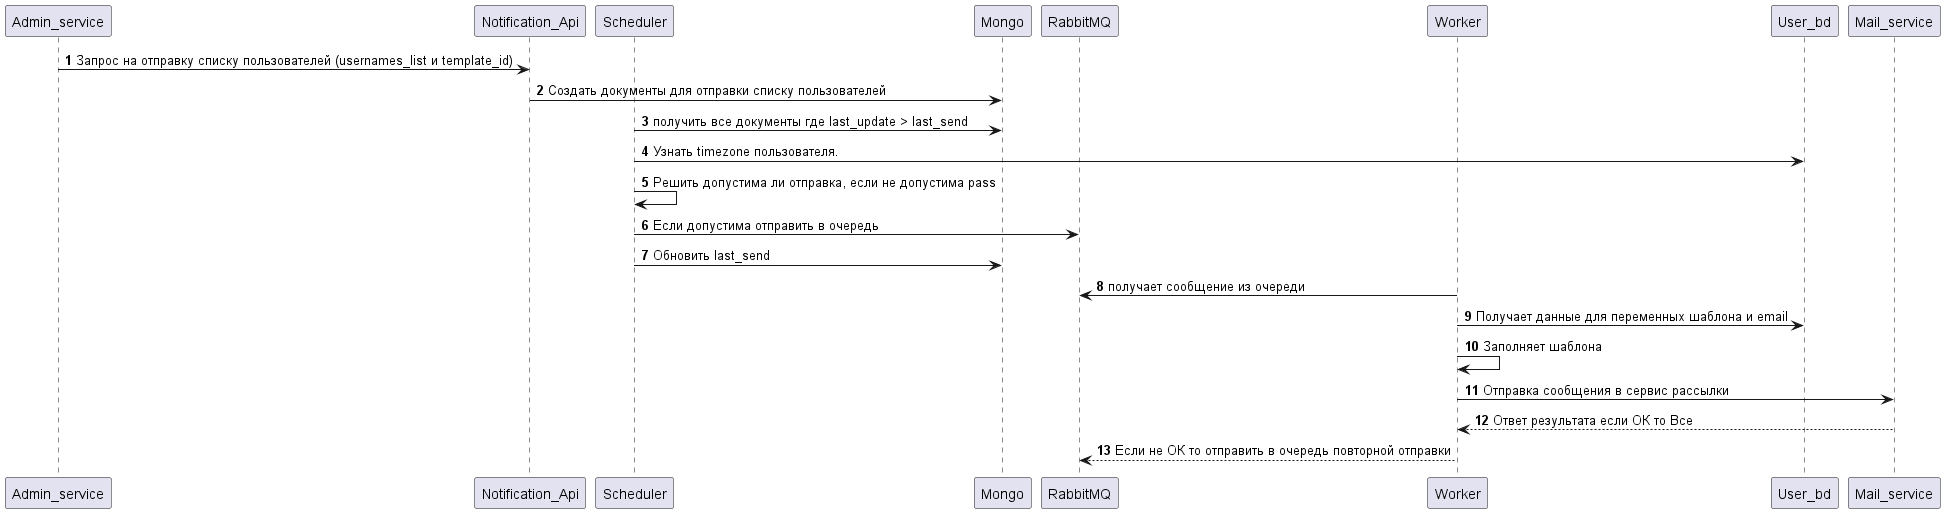 Admin_service Notification_Api Scheduler Mongo RabbitMQ Worker User_bd Mail_service
1 Запрос на отправку списку пользователей (usernames_list и template_id)
2 Создать документы для отправки списку пользователей
3 получить все документы где last_update > last_send
4 Узнать timezone пользователя.
5 Решить допустима ли отправка, если не допустима pass
6 Если допустима отправить в очередь
7 Обновить last_send
8 получает сообщение из очереди
9 Получает данные для переменных шаблона и email
10 Заполняет шаблона
11 Отправка сообщения в сервис рассылки
12 Ответ результата если ОК то Все
13 Если не ОК то отправить в очередь повторной отправки
Admin_service Notification_Api Scheduler Mongo RabbitMQ Worker User_bd Mail_service